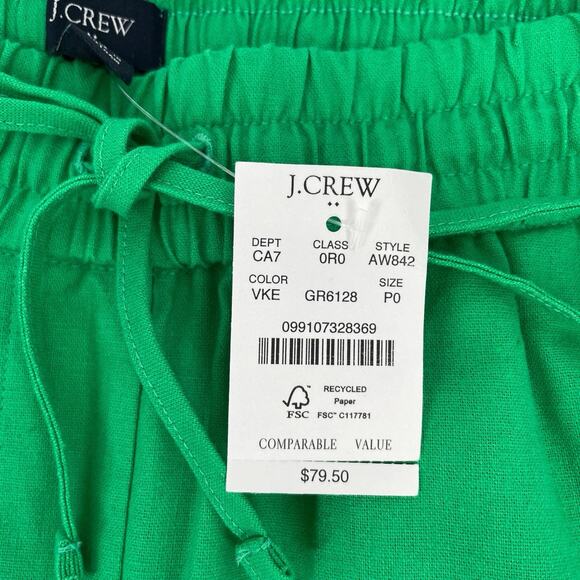 J.CREW
J.CREW
DEPT CLASS STYLE
CA7 0R0 AW842
COLOR SIZE
VKE GR6128 P0
099107328369
RECYCLED
Paper
FSC FSC™ C117781
COMPARABLE VALUE
$79.50